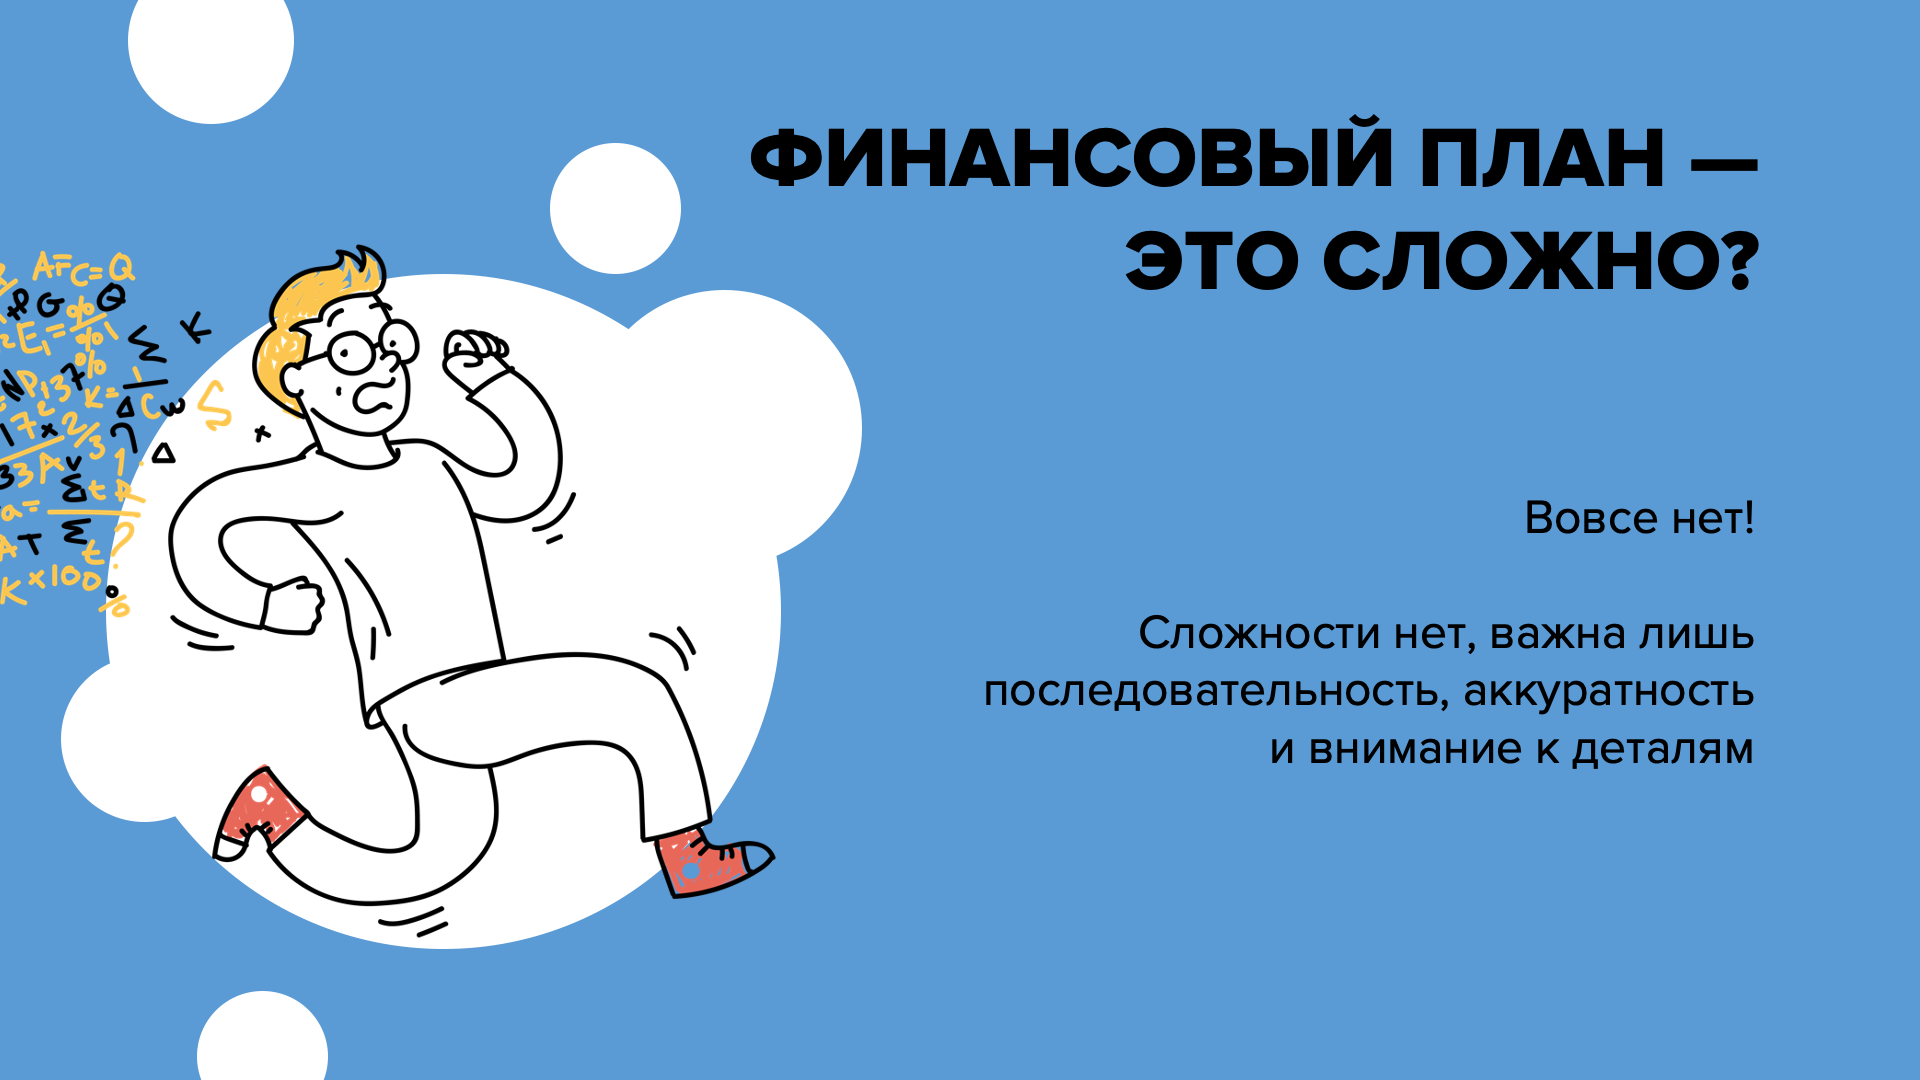 ФИНАНСОВЫЙ ПЛАН —
ЭТО СЛОЖНО?
Вовсе нет!
Сложности нет, важна лишь
последовательность, аккуратность
и внимание к деталям